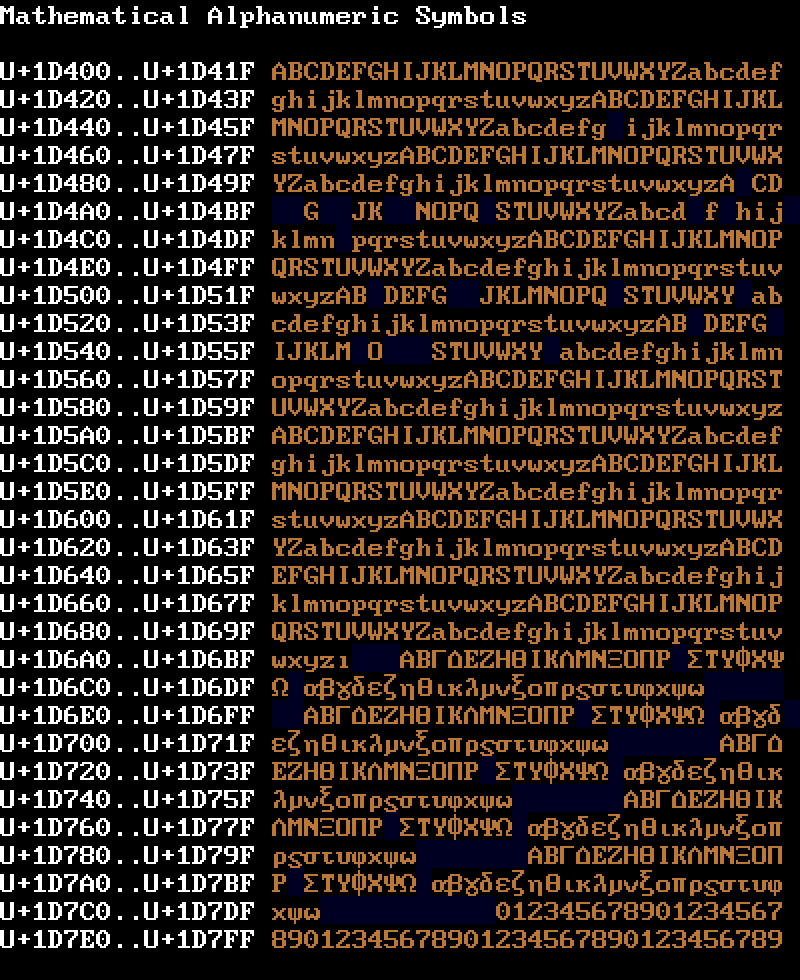 Mathematical Alphanumeric Symbols
U+1D400..U+1D41F ABCDEFGHIJKLMNOPQRSTUVWXYZabcdef
U+1D420..U+1D43F ghijklmnopqrstuvwxyzABCDEFGHIJKL
U+1D440..U+1D45F MNOPQRSTUVWXYZabcdefg ijklmnopqr
U+1D460..U+1D47F stuvwxyzABCDEFGHIJKLMNOPQRSTUVWX
U+1D480..U+1D49F YZabcdefghijklmnopqrstuvwxyzA CD
U+1D4A0..U+1D4BF   G  JK  NOPQ STUVWXYZabcd f hij
U+1D4C0..U+1D4DF klmn pqrstuvwxyzABCDEFGHIJKLMNOP
U+1D4E0..U+1D4FF QRSTUVWXYZabcdefghijklmnopqrstuv
U+1D500..U+1D51F wxyzAB DEFG  JKLMNOPQ STUVWXY ab
U+1D520..U+1D53F cdefghijklmnopqrstuvwxyzAB DEFG
U+1D540..U+1D55F IJKLM O   STUVWXY abcdefghijklmn
U+1D560..U+1D57F opqrstuvwxyzABCDEFGHIJKLMNOPQRST
U+1D580..U+1D59F UVWXYZabcdefghijklmnopqrstuvwxyz
U+1D5A0..U+1D5BF ABCDEFGHIJKLMNOPQRSTUVWXYZabcdef
U+1D5C0..U+1D5DF ghijklmnopqrstuvwxyzABCDEFGHIJKL
U+1D5E0..U+1D5FF MNOPQRSTUVWXYZabcdefghijklmnopqr
U+1D600..U+1D61F stuvwxyzABCDEFGHIJKLMNOPQRSTUVWX
U+1D620..U+1D63F YZabcdefghijklmnopqrstuvwxyzABCD
U+1D640..U+1D65F EFGHIJKLMNOPQRSTUVWXYZabcdefghij
U+1D660..U+1D67F klmnopqrstuvwxyzABCDEFGHIJKLMNOP
U+1D680..U+1D69F QRSTUVWXYZabcdefghijklmnopqrstuv
U+1D6A0..U+1D6BF wxyzı   ΑΒΓΔΕΖΗΘΙΚΛΜΝΞΟΠΡ ΣΤΥΦΧΨ
U+1D6C0..U+1D6DF Ω αβγδεζηθικλμνξοπρςστυφχψω
U+1D6E0..U+1D6FF   ΑΒΓΔΕΖΗΘΙΚΛΜΝΞΟΠΡ ΣΤΥΦΧΨΩ αβγδ
U+1D700..U+1D71F εζηθικλμνξοπρςστυφχψω       ΑΒΓΔ
U+1D720..U+1D73F ΕΖΗΘΙΚΛΜΝΞΟΠΡ ΣΤΥΦΧΨΩ αβγδεζηθικ
U+1D740..U+1D75F λμνξοπρςστυφχψω       ΑΒΓΔΕΖΗΘΙΚ
U+1D760..U+1D77F ΛΜΝΞΟΠΡ ΣΤΥΦΧΨΩ αβγδεζηθικλμνξοπ
U+1D780..U+1D79F ρςστυφχψω       ΑΒΓΔΕΖΗΘΙΚΛΜΝΞΟΠ
U+1D7A0..U+1D7BF Ρ ΣΤΥΦΧΨΩ αβγδεζηθικλμνξοπρςστυφ
U+1D7C0..U+1D7DF χψω           012345678901234567
U+1D7E0..U+1D7FF 89012345678901234567890123456789